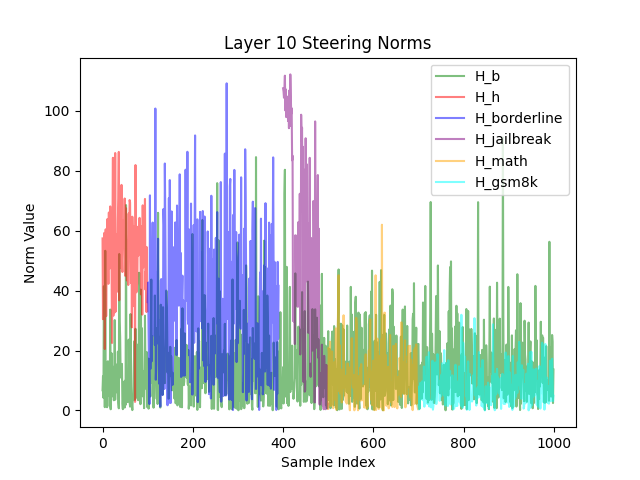 Layer 10 Steering Norms
Norm Value
100
80
60
40
20
0
H_b
H_h
H_borderline
H_jailbreak
H_math
H_gsm8k
0 200 400 600 800 1000
Sample Index